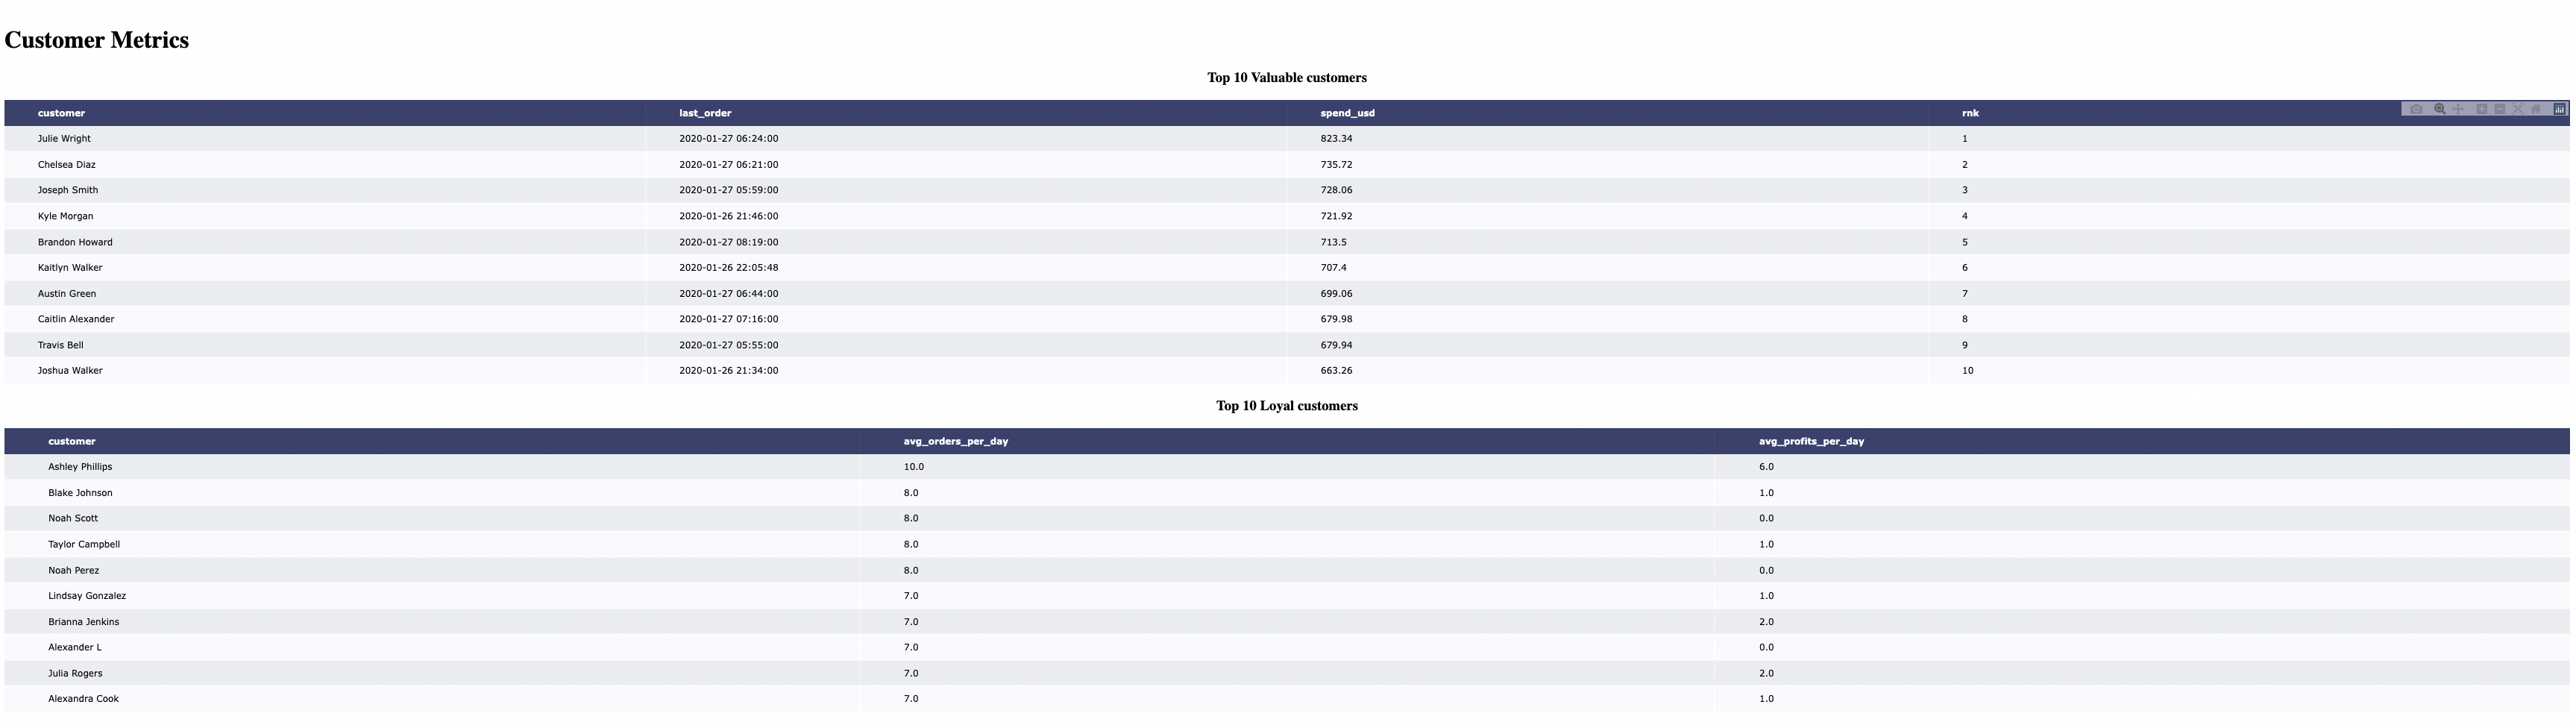 Customer Metrics
Top 10 Valuable customers
customer last_order spend_usd rnk
Julie Wright 2020-01-27 06:24:00 823.34 1
Chelsea Diaz 2020-01-27 06:21:00 735.72 2
Joseph Smith 2020-01-27 05:59:00 728.06 3
Kyle Morgan 2020-01-26 21:46:00 721.92 4
Brandon Howard 2020-01-27 08:19:00 713.5 5
Kaitlyn Walker 2020-01-26 22:05:48 707.4 6
Austin Green 2020-01-27 06:44:00 699.06 7
Caitlin Alexander 2020-01-27 07:16:00 679.98 8
Travis Bell 2020-01-27 05:55:00 679.94 9
Joshua Walker 2020-01-26 21:34:00 663.26 10
Top 10 Loyal customers
customer avg_orders_per_day avg_profits_per_day
Ashley Phillips 10.0 6.0
Blake Johnson 8.0 1.0
Noah Scott 8.0 0.0
Taylor Campbell 8.0 1.0
Noah Perez 8.0 0.0
Lindsay Gonzalez 7.0 1.0
Brianna Jenkins 7.0 2.0
Alexander L 7.0 0.0
Julia Rogers 7.0 2.0
Alexandra Cook 7.0 1.0